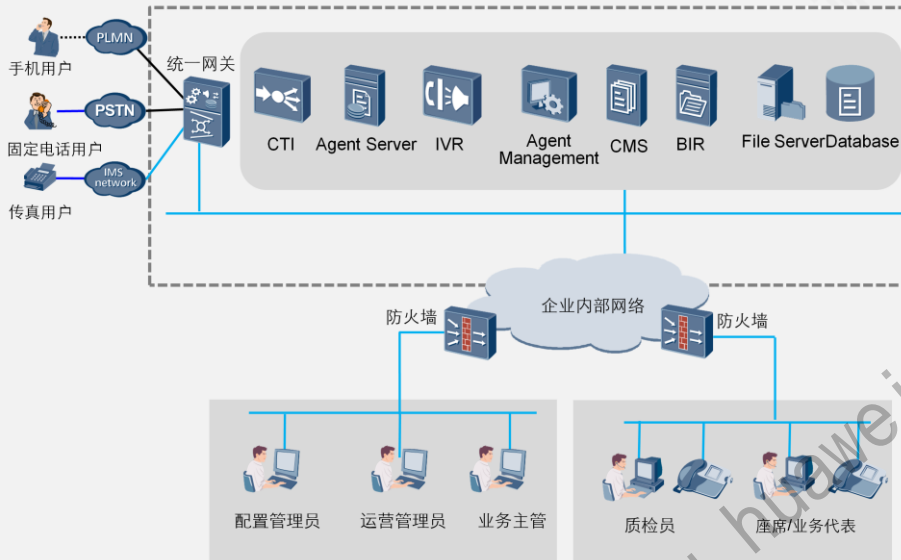 PLMN
手机用户
统一网关
PSTN
固定电话用户
IMS
network
传真用户
CTI
Agent Server
IVR
Agent
Management
CMS
BIR
File Server
Database
企业内部网络
防火墙
防火墙
配置管理员
运营管理员
业务主管
质检员
座席/业务代表
huawei